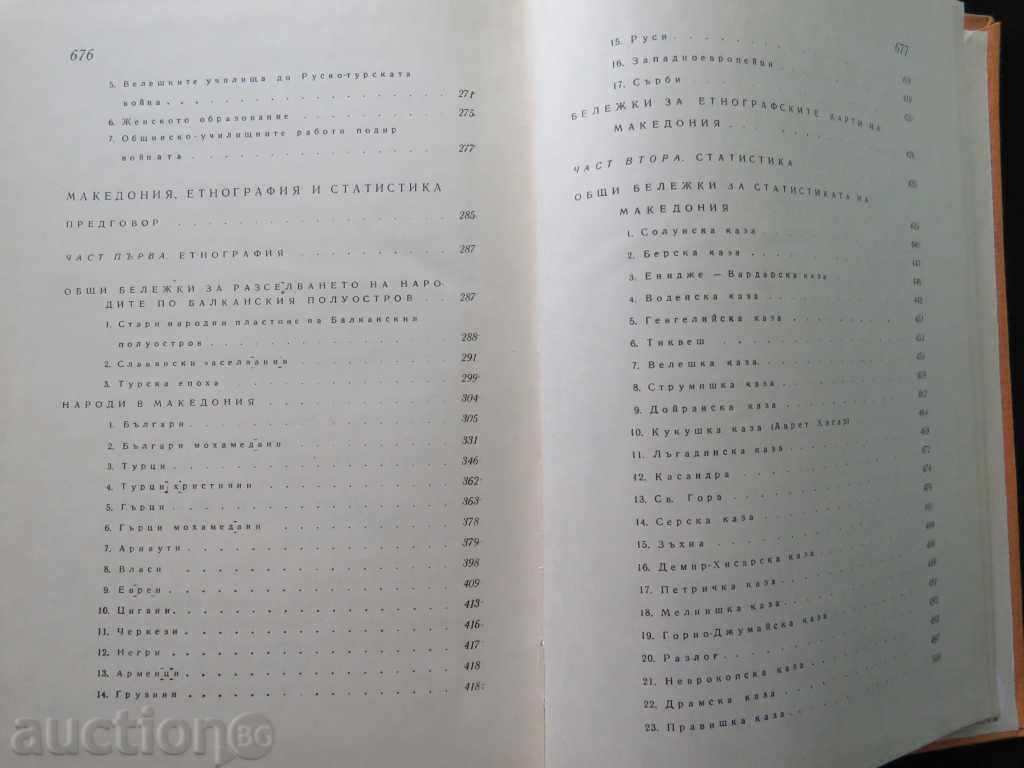 676
5. Велешките училища до Руско-турската
война . . . . . . . . . . 271
6. Женското образование . . . . . . . . . . 275
7. Общинско-училищните работи подир
войната . . . . . . . . . . 277
МАКЕДОНИЯ. ЕТНОГРАФИЯ И СТАТИСТИКА
ПРЕДГОВОР . . . . . . . . . . 285
ЧАСТ ПЪРВА. ЕТНОГРАФИЯ . . . . . . . . . . 287
ОБЩИ БЕЛЕЖКИ ЗА РАЗСЕЛВАНЕТО НА НАРО-
ДИТЕ ПО БАЛКАНСКИЯ ПОЛУОСТРОВ . . . . 287
1. Стари народни пластове на Балканския
полуостров . . . . . . . . . . 288
2. Славянски заселвания . . . . . . . . . . 291
3. Турска епоха . . . . . . . . . . 299
НАРОДИ В МАКЕДОНИЯ . . . . . . . . . . 304
1. Българи . . . . . . . . . . 305
2. Българи мохамедани . . . . . . . . . . 331
3. Турци . . . . . . . . . . 346
4. Турци християни . . . . . . . . . . 362
5. Гърци . . . . . . . . . . 363
6. Гърци мохамедани . . . . . . . . . . 378
7. Арнаути . . . . . . . . . . 379
8. Власи . . . . . . . . . . 398
9. Евреи . . . . . . . . . . 409
10. Цигани . . . . . . . . . . 413
11. Черкези . . . . . . . . . . 416
12. Негри . . . . . . . . . . 417
13. Арменци . . . . . . . . . . 418
14. Грузини . . . . . . . . . . 418
677
15. Руси . . . . . . . . . .
16. Западноевропейци
17. Сърби . . . . . . . . . .
БЕЛЕЖКИ ЗА ЕТНОГРАФСКИТЕ КАРТИ НА
МАКЕДОНИЯ . . . . . . . . . .
ЧАСТ ВТОРА. СТАТИСТИКА
ОБЩИ БЕЛЕЖКИ ЗА СТАТИСТИКАТА НА
МАКЕДОНИЯ
1. Солунска каза
2. Берска каза
3. Енидже — Вардарска каза
4. Воденска каза
5. Гевгелийска каза
6. Тиквеш
7. Велешка каза
8. Струмишка каза
9. Дойранска каза
10. Кукушка каза (Аврет Хисар)
11. Лъгадинска каза
12. Касандра
13. Св. Гора
14. Серска каза
15. Зъхна
16. Демир-Хисарска каза
17. Петричка каза
18. Мелнишка каза
19. Горно-Джумайска каза
20. Разлог
21. Неврокопска каза
22. Драмска каза
23. Правишка каза
auction BG